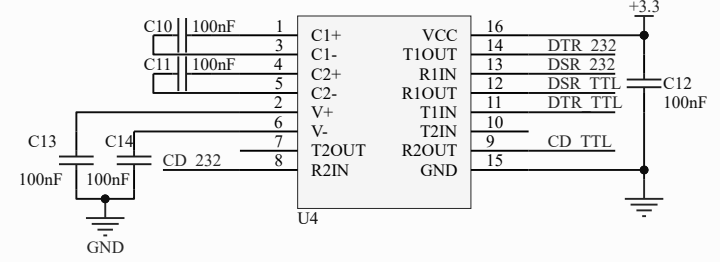 +3.3
C10 100nF 1 C1+ VCC 16
3 C1- T1OUT 14 DTR_232
C11 100nF 4 C2+ R1IN 13 DSR_232
5 C2- R1OUT 12 DSR_TTL C12
2 V+ T1IN 11 DTR_TTL 100nF
6 V- T2IN 10
C13 C14 7 T2OUT R2OUT 9 CD_TTL
CD_232 8 R2IN GND 15
100nF 100nF
U4
GND